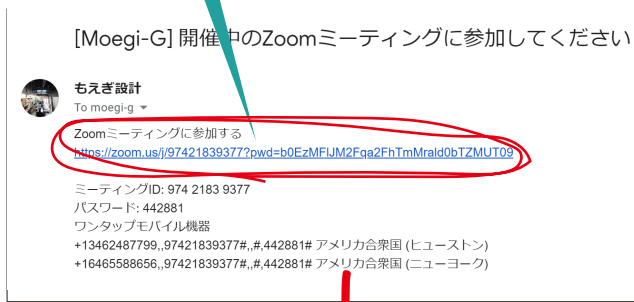 [Moegi-G] 開催中のZoomミーティングに参加してください
もえぎ設計
To moegi-g
Zoomミーティングに参加する
https://zoom.us/j/97421839377?pwd=b0EzMFlJM2Fqa2FhTmMrald0bTZMUT09
ミーティングID: 974 2183 9377
パスワード: 442881
ワンタップモバイル機器
+13462487799,,97421839377#,,#,442881# アメリカ合衆国 (ヒューストン)
+16465588656,,97421839377#,,#,442881# アメリカ合衆国 (ニューヨーク)